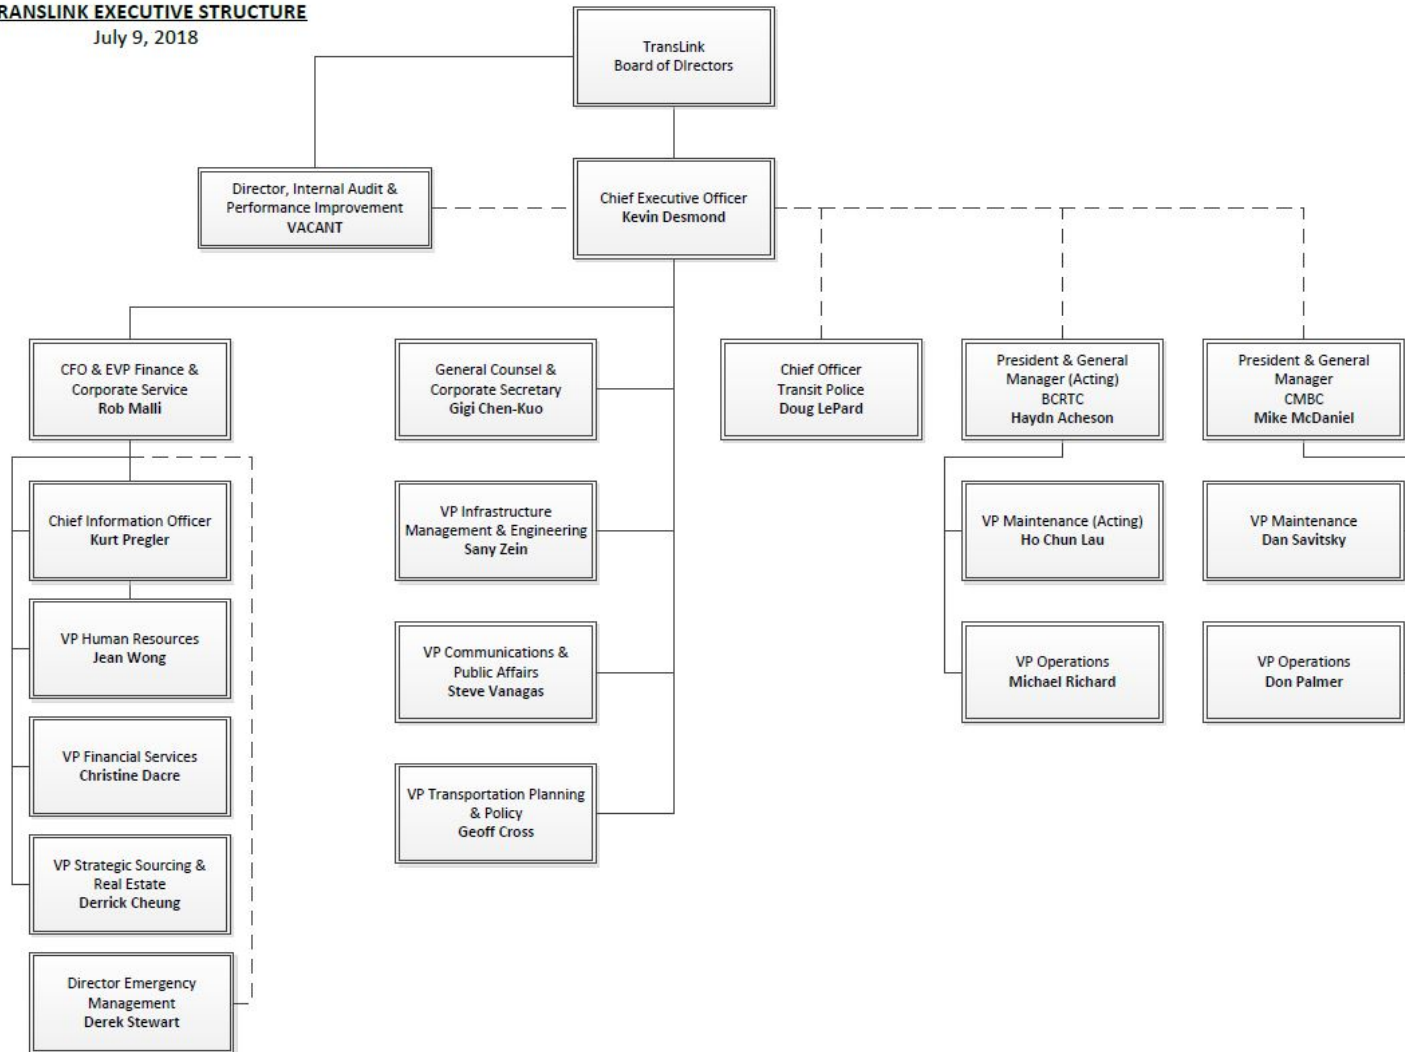 RANSLINK EXECUTIVE STRUCTURE
July 9, 2018
TransLink
Board of Directors
Director, Internal Audit &
Performance Improvement
VACANT
Chief Executive Officer
Kevin Desmond
CFO & EVP Finance &
Corporate Service
Rob Malli
General Counsel &
Corporate Secretary
Gigi Chen-Kuo
Chief Officer
Transit Police
Doug LePard
President & General
Manager (Acting)
BCRTC
Haydn Acheson
President & General
Manager
CMBC
Mike McDaniel
Chief Information Officer
Kurt Pregler
VP Infrastructure
Management & Engineering
Sany Zein
VP Maintenance (Acting)
Ho Chun Lau
VP Maintenance
Dan Savitsky
VP Human Resources
Jean Wong
VP Communications &
Public Affairs
Steve Vanagas
VP Operations
Michael Richard
VP Operations
Don Palmer
VP Financial Services
Christine Dacre
VP Transportation Planning
& Policy
Geoff Cross
VP Strategic Sourcing &
Real Estate
Derrick Cheung
Director Emergency
Management
Derek Stewart